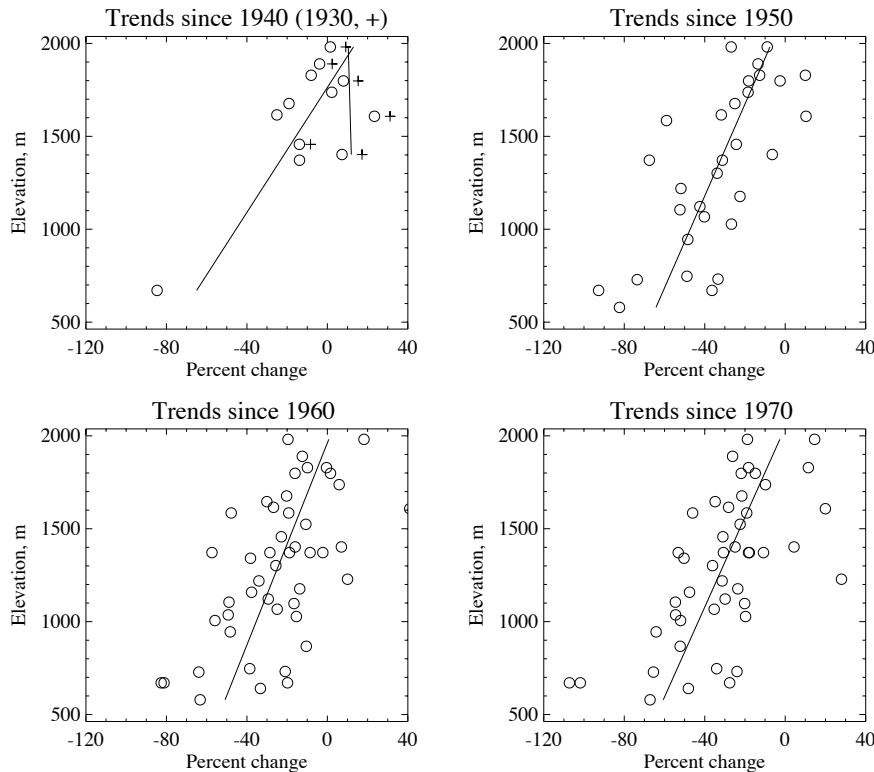 Trends since 1940 (1930, +)
2000
1500
1000
500
Elevation, m
-120 -80 -40 0 40
Percent change
Trends since 1950
2000
1500
1000
500
Elevation, m
-120 -80 -40 0 40
Percent change
Trends since 1960
2000
1500
1000
500
Elevation, m
-120 -80 -40 0 40
Percent change
Trends since 1970
2000
1500
1000
500
Elevation, m
-120 -80 -40 0 40
Percent change